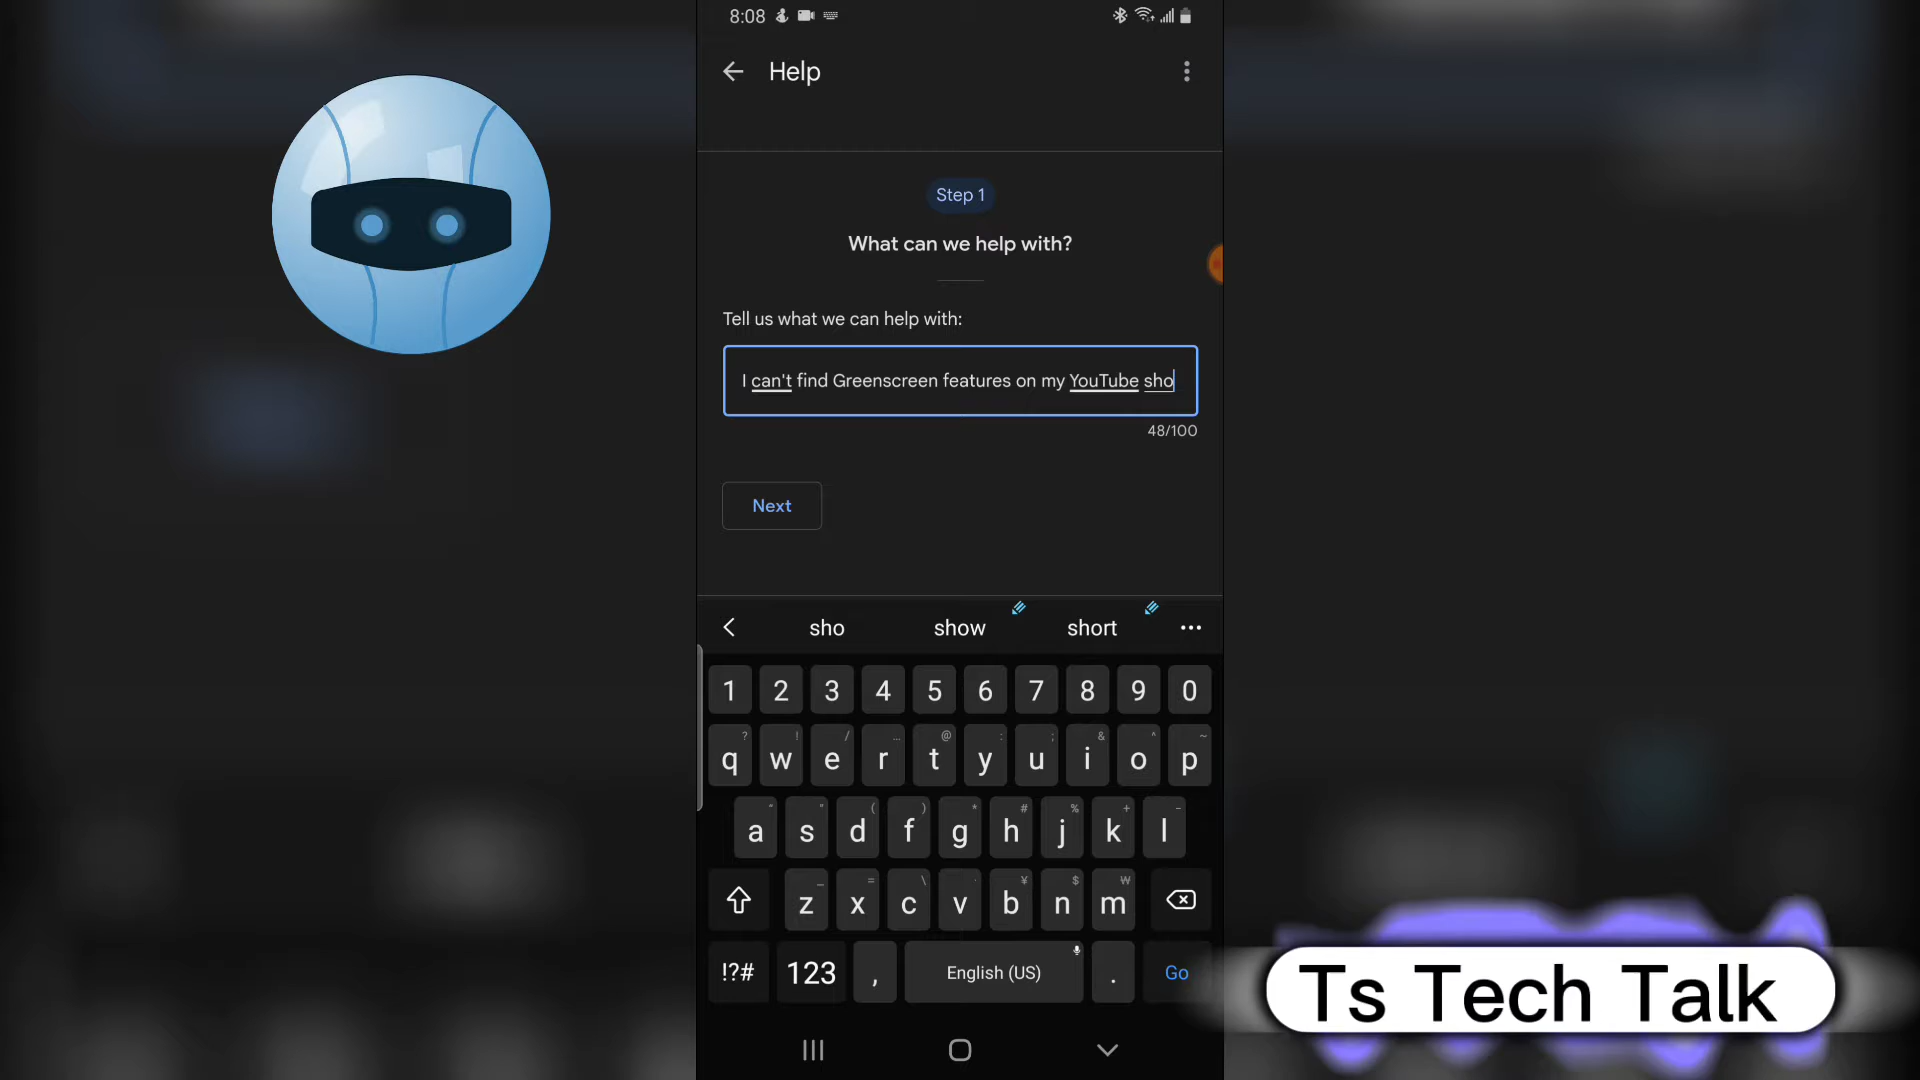 8:08
Help
Step 1
What can we help with?
Tell us what we can help with:
I can't find Greenscreen features on my YouTube sho
48/100
Next
sho show short
1 2 3 4 5 6 7 8 9 0
q w e r t y u i o p
a s d f g h j k l
z x c v b n m
!?# 123 , English (US) . Go
Ts Tech Talk